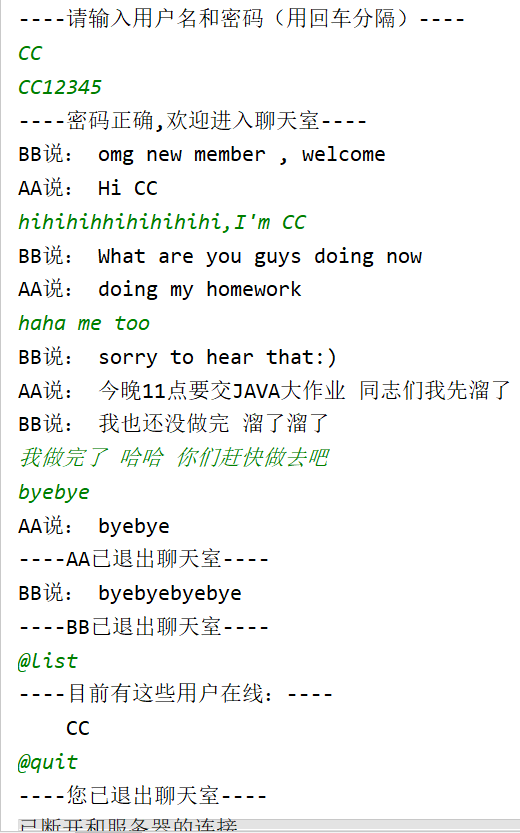 ----请输入用户名和密码（用回车分隔）----
CC
CC12345
----密码正确,欢迎进入聊天室----
BB说： omg new member , welcome
AA说： Hi CC
hihihihhihihihihi,I'm CC
BB说： What are you guys doing now
AA说： doing my homework
haha me too
BB说： sorry to hear that:)
AA说： 今晚11点要交JAVA大作业 同志们我先溜了
BB说： 我也还没做完 溜了溜了
我做完了 哈哈 你们赶快做去吧
byebye
AA说： byebye
----AA已退出聊天室----
BB说： byebyebyebye
----BB已退出聊天室----
@list
----目前有这些用户在线：----
CC
@quit
----您已退出聊天室----
已断开和服务器的连接